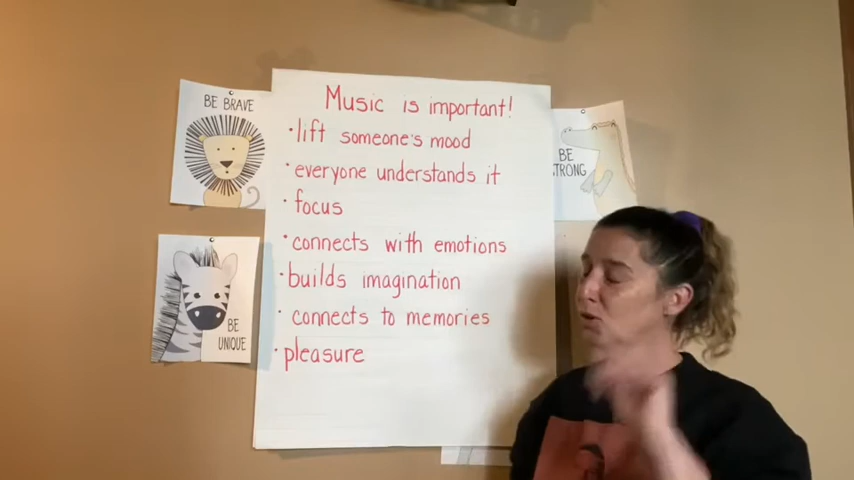 BE BRAVE
Music is important!
• lift someone's mood
• everyone understands it
• focus
• connects with emotions
• builds imagination
• connects to memories
• pleasure
BE
STRONG
BE
UNIQUE